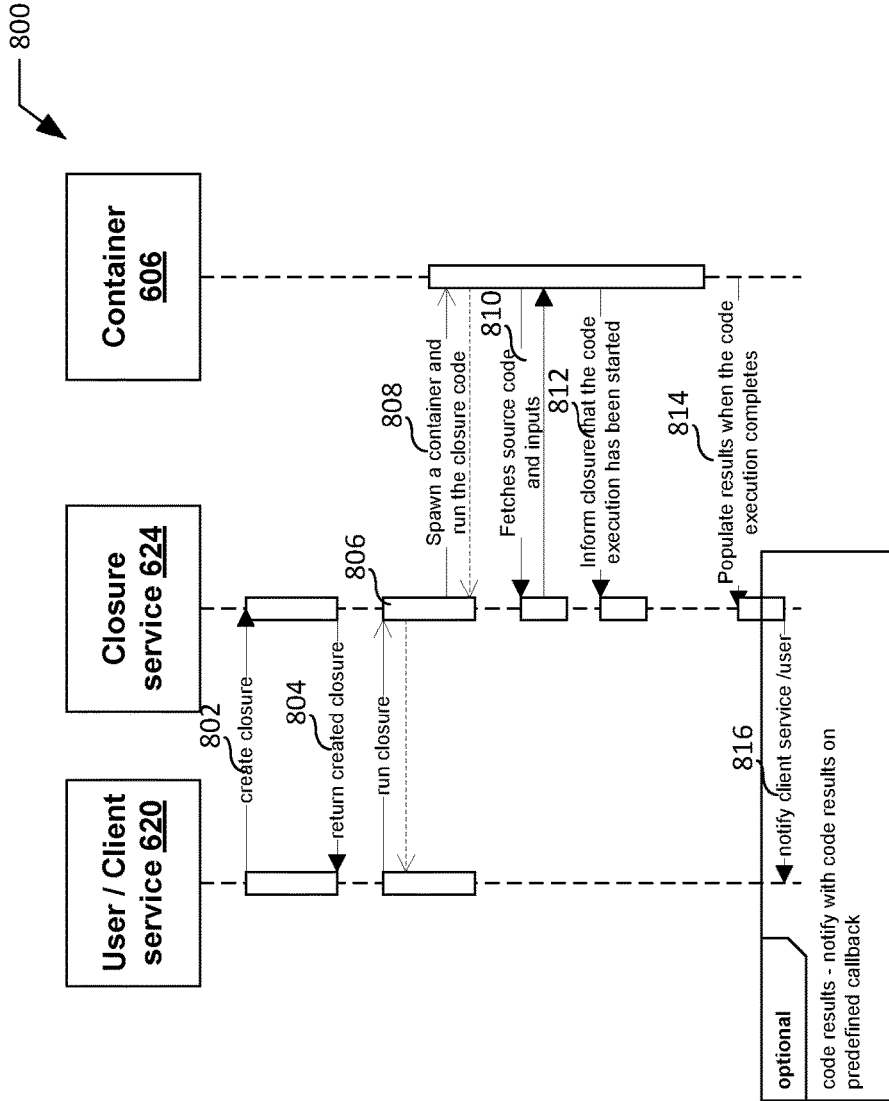 800
User / Client
service 620
Closure
service 624
Container
606
802
create closure
804
return created closure
run closure
806
808
Spawn a container and
run the closure code
810
Fetches source code
and inputs
812
Inform closure that the code
execution has been started
814
Populate results when the code
execution completes
816
notify client service /user
optional
code results - notify with code results on
predefined callback